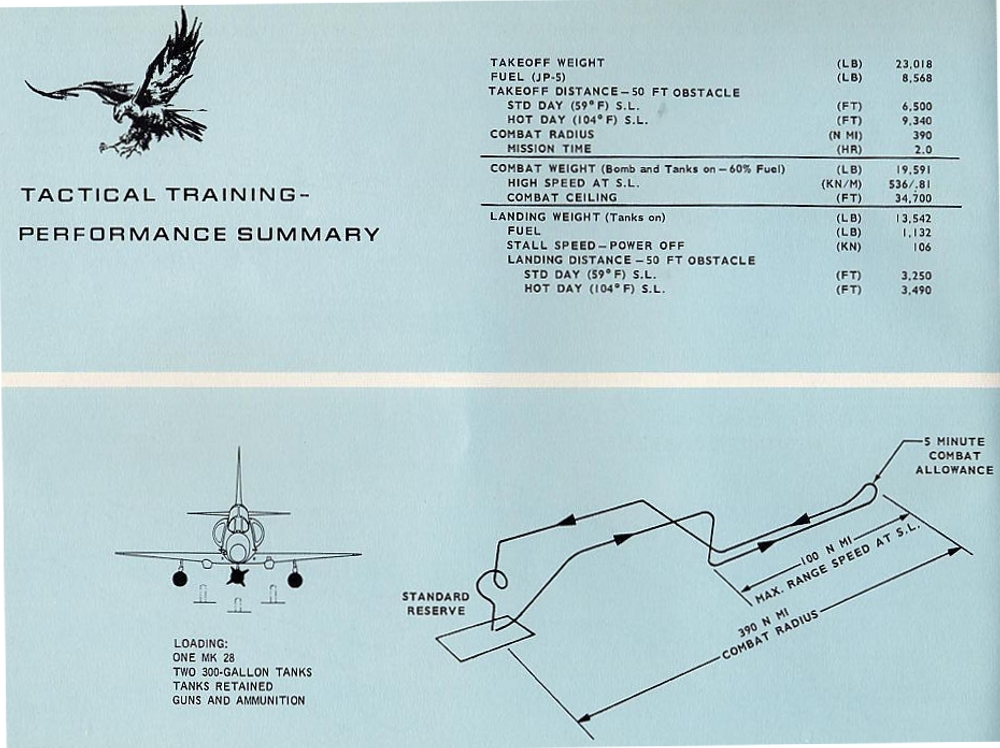 TACTICAL TRAINING-
PERFORMANCE SUMMARY
TAKEOFF WEIGHT (LB) 23,018
FUEL (JP-5) (LB) 8,568
TAKEOFF DISTANCE—50 FT OBSTACLE
STD DAY (59°F) S.L. (FT) 6,500
HOT DAY (104°F) S.L. (FT) 9,340
COMBAT RADIUS (N MI) 390
MISSION TIME (HR) 2.0
COMBAT WEIGHT (Bomb and Tanks on—60% Fuel) (LB) 19,591
HIGH SPEED AT S.L. (KN/M) 536/.81
COMBAT CEILING (FT) 34,700
LANDING WEIGHT (Tanks on) (LB) 13,542
FUEL (LB) 1,132
STALL SPEED—POWER OFF (KN) 106
LANDING DISTANCE—50 FT OBSTACLE
STD DAY (59°F) S.L. (FT) 3,250
HOT DAY (104°F) S.L. (FT) 3,490
LOADING:
ONE MK 28
TWO 300-GALLON TANKS
TANKS RETAINED
GUNS AND AMMUNITION
STANDARD
RESERVE
5 MINUTE
COMBAT
ALLOWANCE
100 N MI
MAX. RANGE SPEED AT S.L.
390 N MI
COMBAT RADIUS